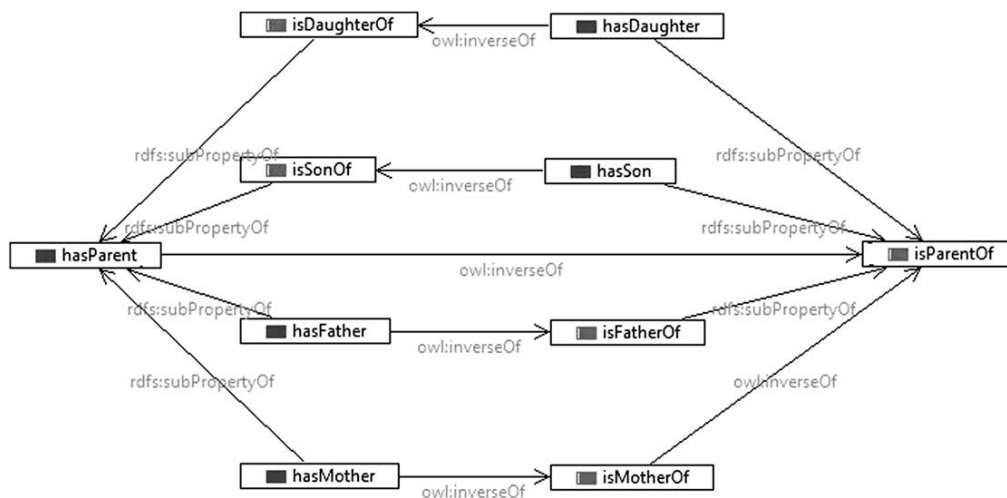 isDaughterOf
hasDaughter
owl:inverseOf
rdfs:subPropertyOf
rdfs:subPropertyOf
isSonOf
hasSon
owl:inverseOf
rdfs:subPropertyOf
rdfs:subPropertyOf
hasParent
isParentOf
owl:inverseOf
rdfs:subPropertyOf
rdfs:subPropertyOf
hasFather
isFatherOf
owl:inverseOf
rdfs:subPropertyOf
owl:inverseOf
hasMother
isMotherOf
owl:inverseOf